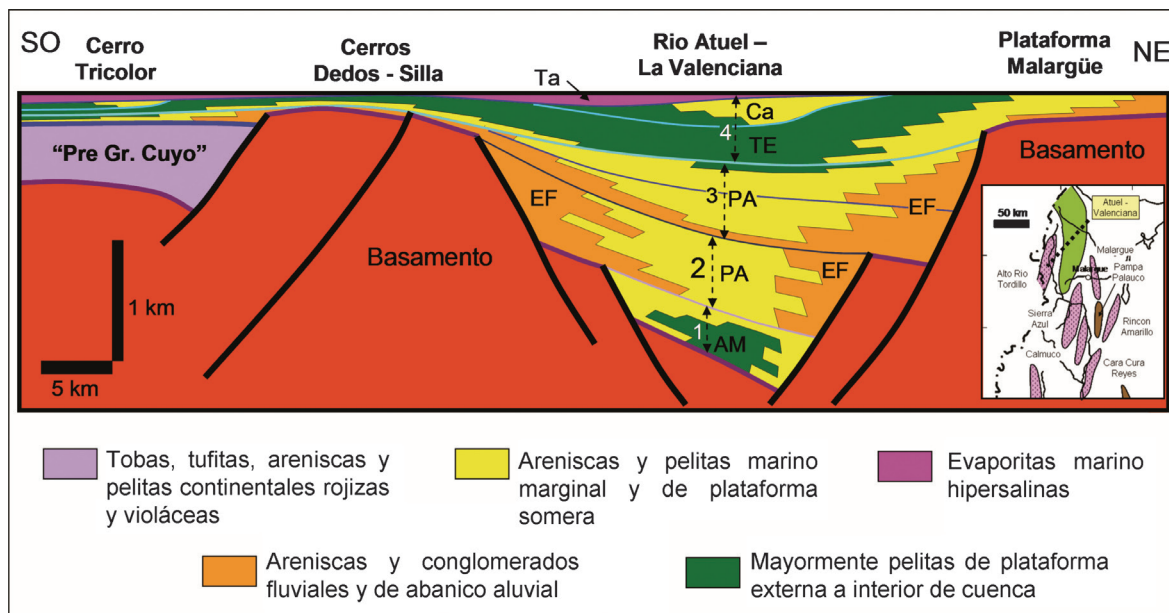 SO
Cerro
Tricolor
Cerros
Dedos - Silla
Rio Atuel –
La Valenciana
Plataforma
Malargüe
NE
Ta
Ca
4
TE
"Pre Gr. Cuyo"
Basamento
EF
3
PA
EF
Basamento
2
PA
EF
1
AM
1 km
5 km
50 km
Atuel -
Valenciana
Malargue
Malargue
Pampa
Palauco
Alto Rio
Tordillo
Sierra
Azul
Rincon
Amarillo
Calmuco
Cara Cura
Reyes
Tobas, tufitas, areniscas y
pelitas continentales rojizas
y violáceas
Areniscas y pelitas marino
marginal y de plataforma
somera
Evaporitas marino
hipersalinas
Areniscas y conglomerados
fluviales y de abanico aluvial
Mayormente pelitas de plataforma
externa a interior de cuenca